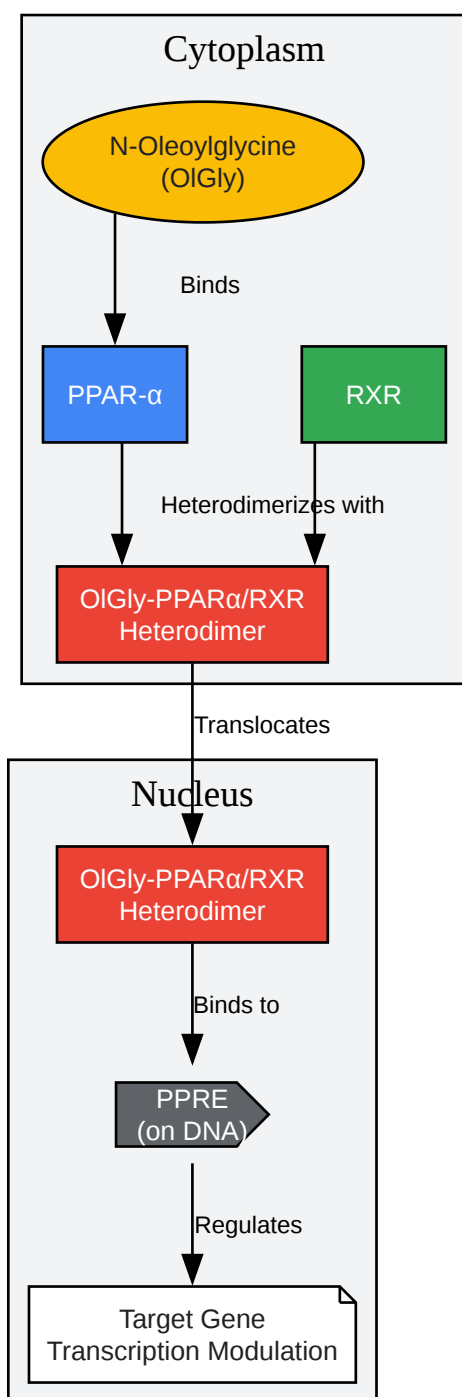 Cytoplasm
N-Oleoylglycine
(OlGly)
Binds
PPAR-α
RXR
Heterodimerizes with
OlGly-PPARα/RXR
Heterodimer
Translocates
Nucleus
OlGly-PPARα/RXR
Heterodimer
Binds to
PPRE
(on DNA)
Regulates
Target Gene
Transcription Modulation